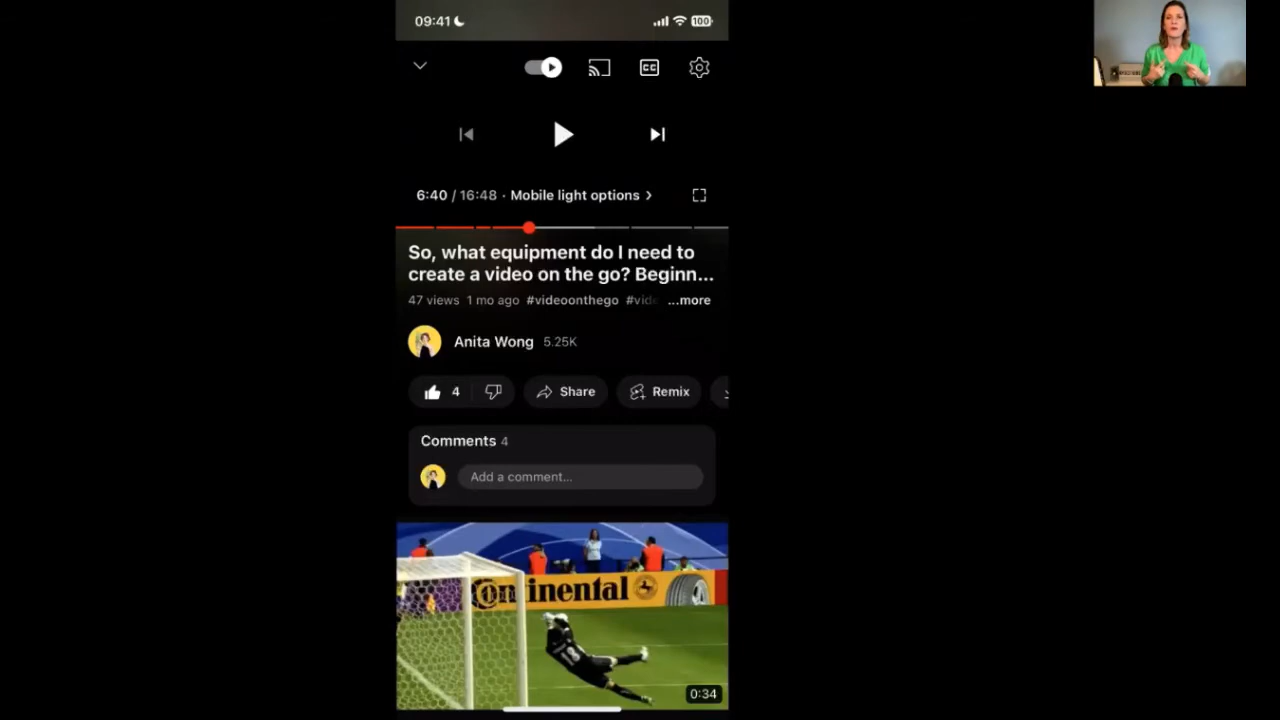 09:41
100
CC
6:40 / 16:48 · Mobile light options >
So, what equipment do I need to
create a video on the go? Beginn...
47 views 1 mo ago #videoonthego #vide ...more
Anita Wong 5.25K
4 Share Remix
Comments 4
Add a comment...
Continental
18
0:34